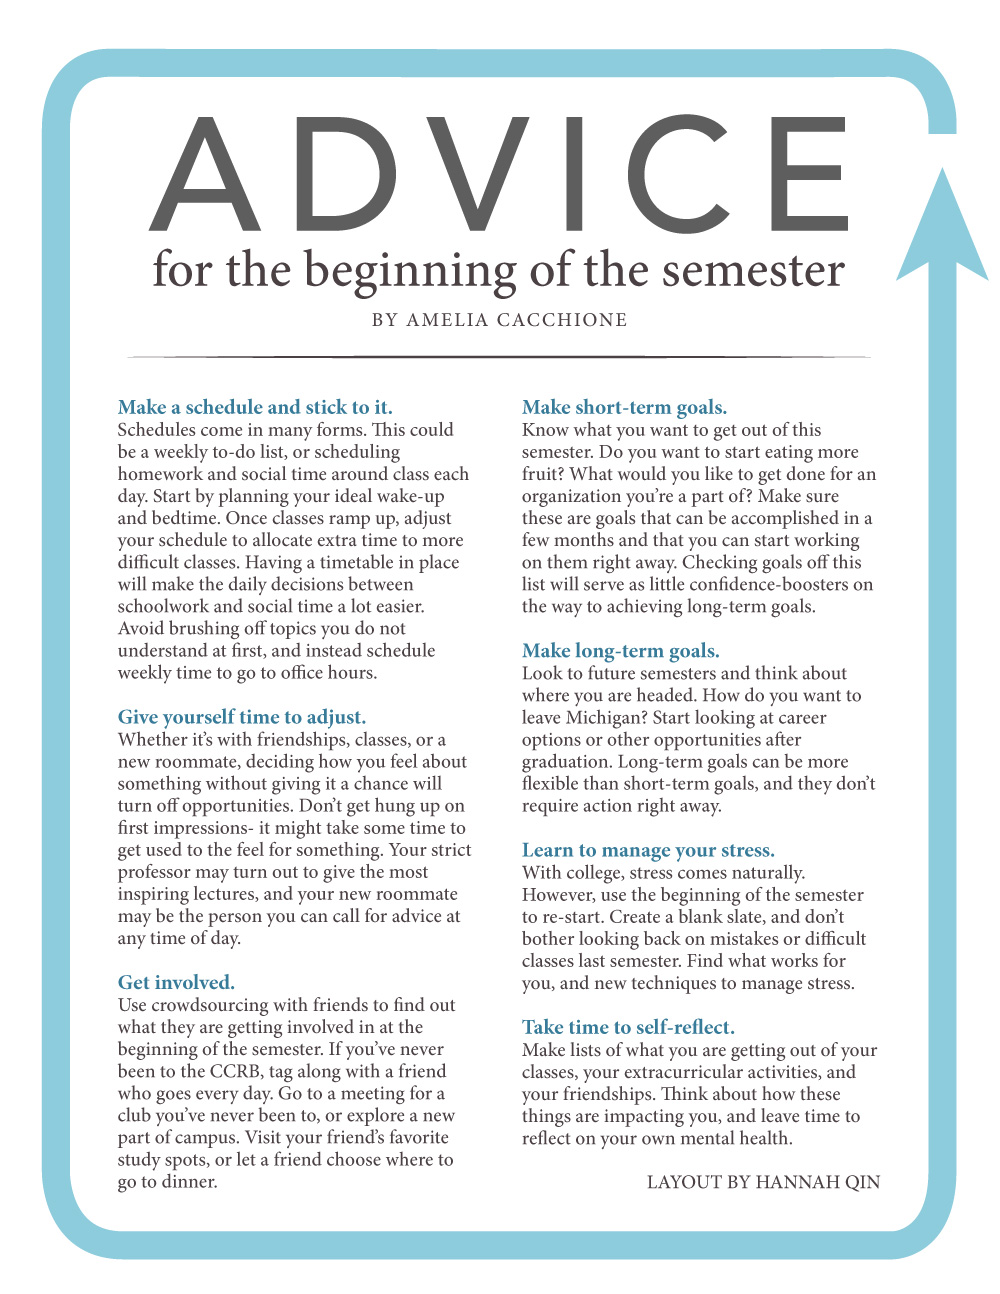 ADVICE
for the beginning of the semester
BY AMELIA CACCHIONE
Make a schedule and stick to it.
Schedules come in many forms. This could
be a weekly to-do list, or scheduling
homework and social time around class each
day. Start by planning your ideal wake-up
and bedtime. Once classes ramp up, adjust
your schedule to allocate extra time to more
difficult classes. Having a timetable in place
will make the daily decisions between
schoolwork and social time a lot easier.
Avoid brushing off topics you do not
understand at first, and instead schedule
weekly time to go to office hours.
Give yourself time to adjust.
Whether it's with friendships, classes, or a
new roommate, deciding how you feel about
something without giving it a chance will
turn off opportunities. Don't get hung up on
first impressions- it might take some time to
get used to the feel for something. Your strict
professor may turn out to give the most
inspiring lectures, and your new roommate
may be the person you can call for advice at
any time of day.
Get involved.
Use crowdsourcing with friends to find out
what they are getting involved in at the
beginning of the semester. If you've never
been to the CCRB, tag along with a friend
who goes every day. Go to a meeting for a
club you've never been to, or explore a new
part of campus. Visit your friend's favorite
study spots, or let a friend choose where to
go to dinner.
Make short-term goals.
Know what you want to get out of this
semester. Do you want to start eating more
fruit? What would you like to get done for an
organization you're a part of? Make sure
these are goals that can be accomplished in a
few months and that you can start working
on them right away. Checking goals off this
list will serve as little confidence-boosters on
the way to achieving long-term goals.
Make long-term goals.
Look to future semesters and think about
where you are headed. How do you want to
leave Michigan? Start looking at career
options or other opportunities after
graduation. Long-term goals can be more
flexible than short-term goals, and they don't
require action right away.
Learn to manage your stress.
With college, stress comes naturally.
However, use the beginning of the semester
to re-start. Create a blank slate, and don't
bother looking back on mistakes or difficult
classes last semester. Find what works for
you, and new techniques to manage stress.
Take time to self-reflect.
Make lists of what you are getting out of your
classes, your extracurricular activities, and
your friendships. Think about how these
things are impacting you, and leave time to
reflect on your own mental health.
LAYOUT BY HANNAH QIN